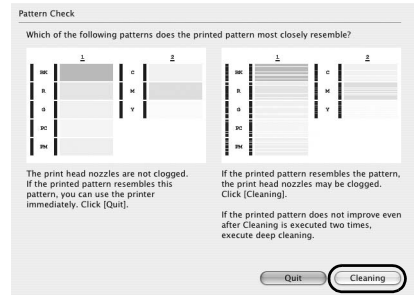 Pattern Check
Which of the following patterns does the printed pattern most closely resemble?
1 2
BK C
R M
G Y
PC
PM
1 2
BK C
R M
G Y
PC
PM
The print head nozzles are not clogged.
If the printed pattern resembles this
pattern, you can use the printer
immediately. Click [Quit].
If the printed pattern resembles the pattern,
the print head nozzles may be clogged.
Click [Cleaning].
If the printed pattern does not improve even
after Cleaning is executed two times,
execute deep cleaning.
Quit Cleaning